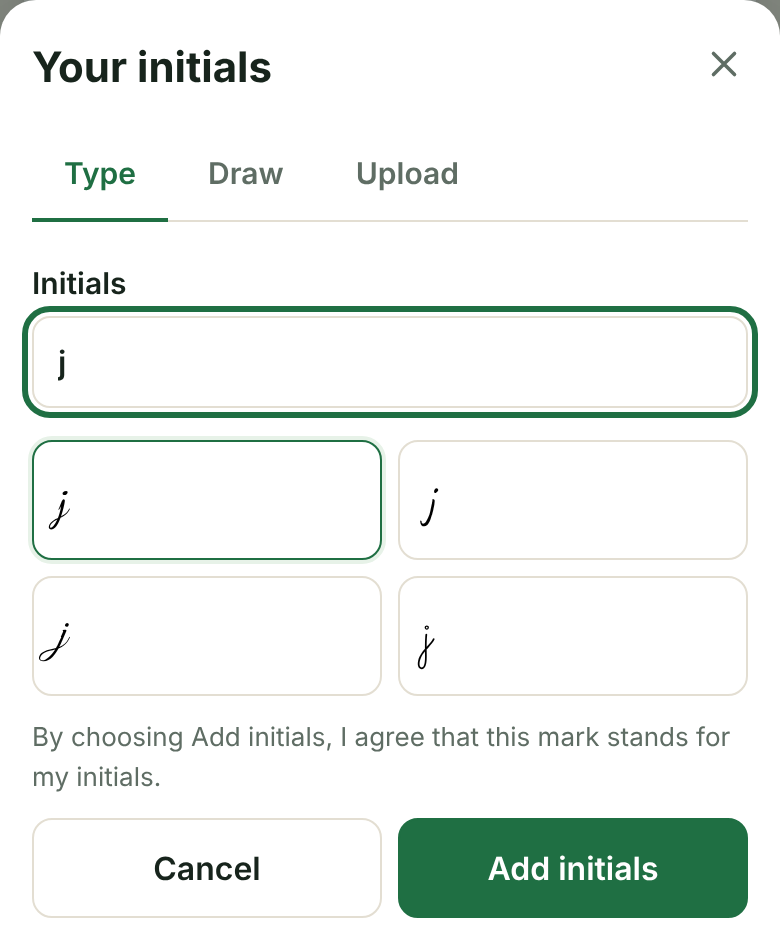 Your initials
Type Draw Upload
Initials
j
j j
j j
By choosing Add initials, I agree that this mark stands for
my initials.
Cancel Add initials